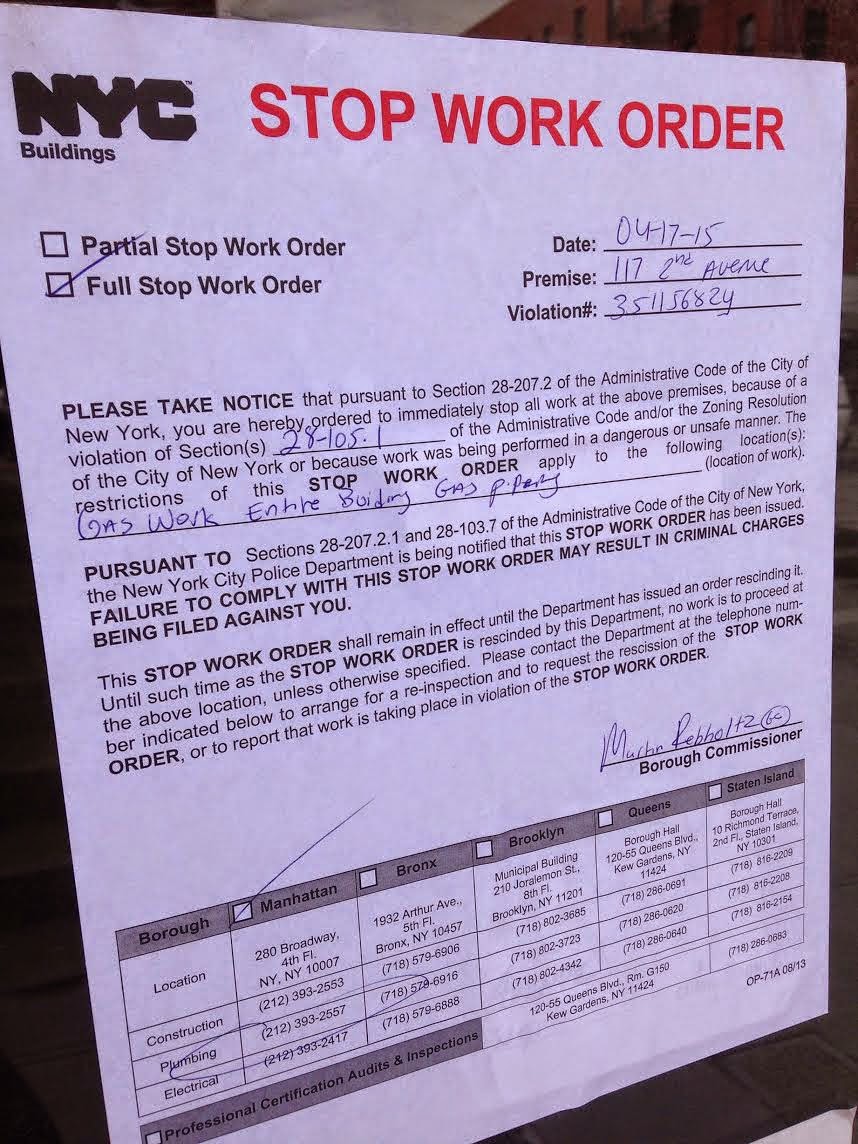 NYC™
Buildings
STOP WORK ORDER
Partial Stop Work Order
Full Stop Work Order
Date: 04-17-15
Premise: 117 2nd Avenue
Violation#: 35115682Y
PLEASE TAKE NOTICE that pursuant to Section 28-207.2 of the Administrative Code of the City of
New York, you are hereby ordered to immediately stop all work at the above premises, because of a
violation of Section(s) 28-105.1 of the Administrative Code and/or the Zoning Resolution
of the City of New York or because work was being performed in a dangerous or unsafe manner. The
restrictions of this STOP WORK ORDER apply to the following location(s):
GAS Work Entire Building GAS (location of work).
PURSUANT TO Sections 28-207.2.1 and 28-103.7 of the Administrative Code of the City of New York,
the New York City Police Department is being notified that this STOP WORK ORDER has been issued.
FAILURE TO COMPLY WITH THIS STOP WORK ORDER MAY RESULT IN CRIMINAL CHARGES
BEING FILED AGAINST YOU.
This STOP WORK ORDER shall remain in effect until the Department has issued an order rescinding it.
Until such time as the STOP WORK ORDER is rescinded by this Department, no work is to proceed at
the above location, unless otherwise specified. Please contact the Department at the telephone num-
ber indicated below to arrange for a re-inspection and to request the rescission of the STOP WORK
ORDER, or to report that work is taking place in violation of the STOP WORK ORDER.
Rebholtz
Borough Commissioner
Borough Manhattan Bronx Brooklyn Queens Staten Island
Location
280 Broadway,
4th Fl.
NY, NY 10007
1932 Arthur Ave.,
5th Fl.
Bronx, NY 10457
Municipal Building
210 Joralemon St.,
8th Fl.
Brooklyn, NY 11201
Borough Hall
120-55 Queens Blvd.,
Kew Gardens, NY
11424
Borough Hall
10 Richmond Terrace,
2nd Fl., Staten Island,
NY 10301
Construction (212) 393-2553 (718) 579-6906 (718) 802-3685 (718) 286-0691 (718) 816-2209
Plumbing (212) 393-2557 (718) 579-6916 (718) 802-3723 (718) 286-0620 (718) 816-2208
Electrical (212) 393-2417 (718) 579-6888 (718) 802-4342 (718) 286-0640 (718) 816-2154
Professional Certification Audits & Inspections
120-55 Queens Blvd., Rm. G150
Kew Gardens, NY 11424
(718) 286-0683
OP-71A 08/13